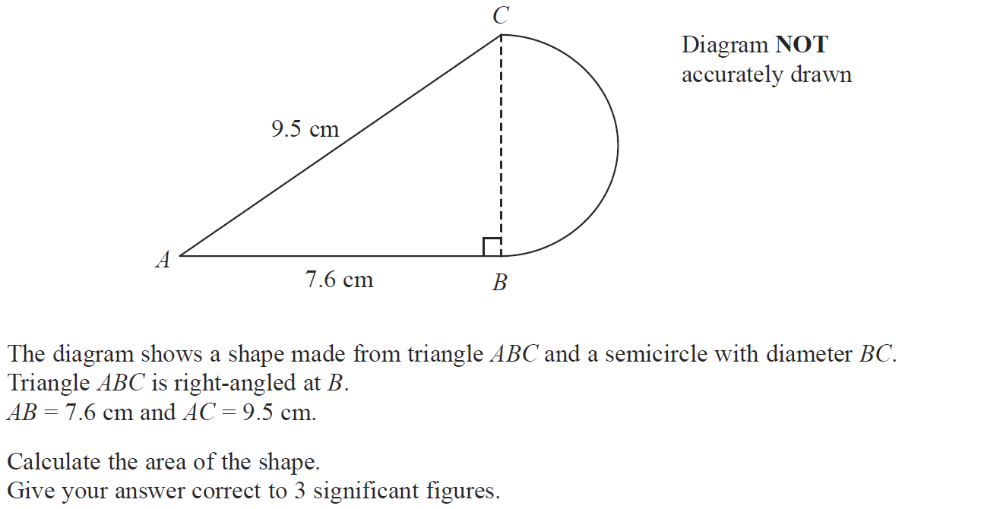 C
Diagram NOT
accurately drawn
9.5 cm
A
7.6 cm
B
The diagram shows a shape made from triangle ABC and a semicircle with diameter BC.
Triangle ABC is right-angled at B.
AB = 7.6 cm and AC = 9.5 cm.
Calculate the area of the shape.
Give your answer correct to 3 significant figures.